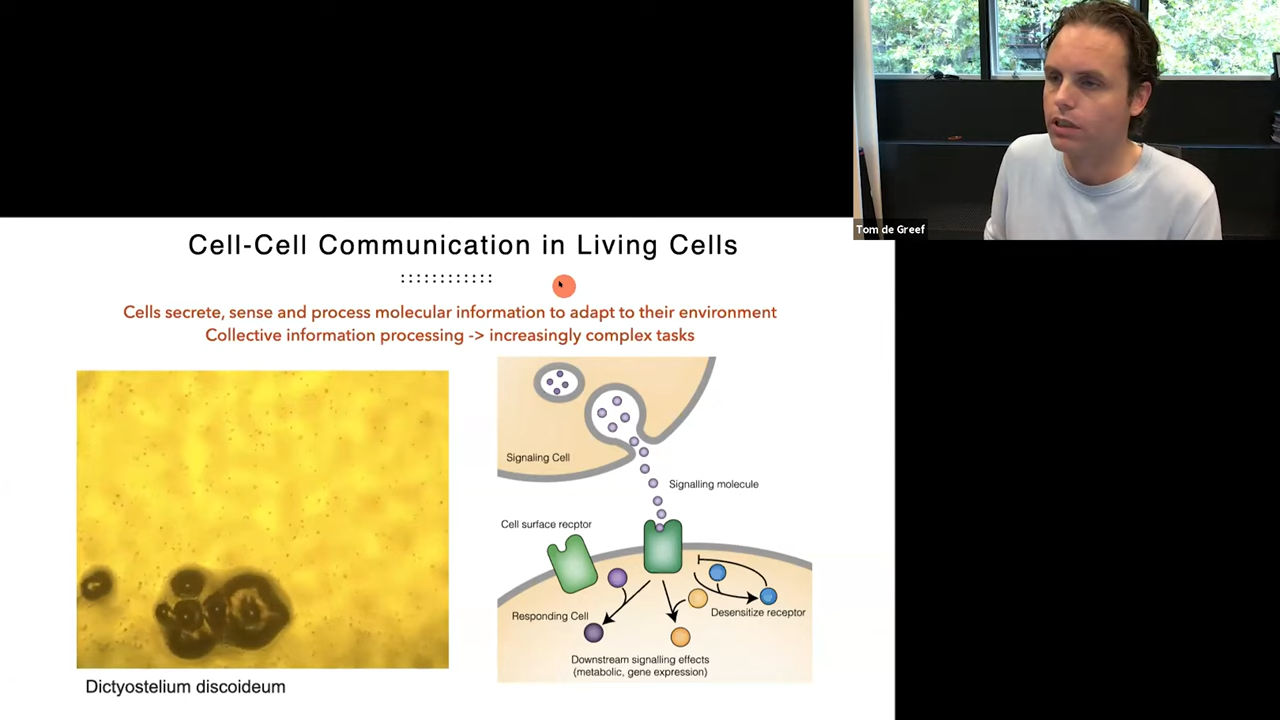 Tom de Greef
Cell-Cell Communication in Living Cells
Cells secrete, sense and process molecular information to adapt to their environment
Collective information processing -> increasingly complex tasks
Signaling Cell
Signalling molecule
Cell surface recptor
Responding Cell
Desensitize receptor
Downstream signalling effects
(metabolic, gene expression)
Dictyostelium discoideum